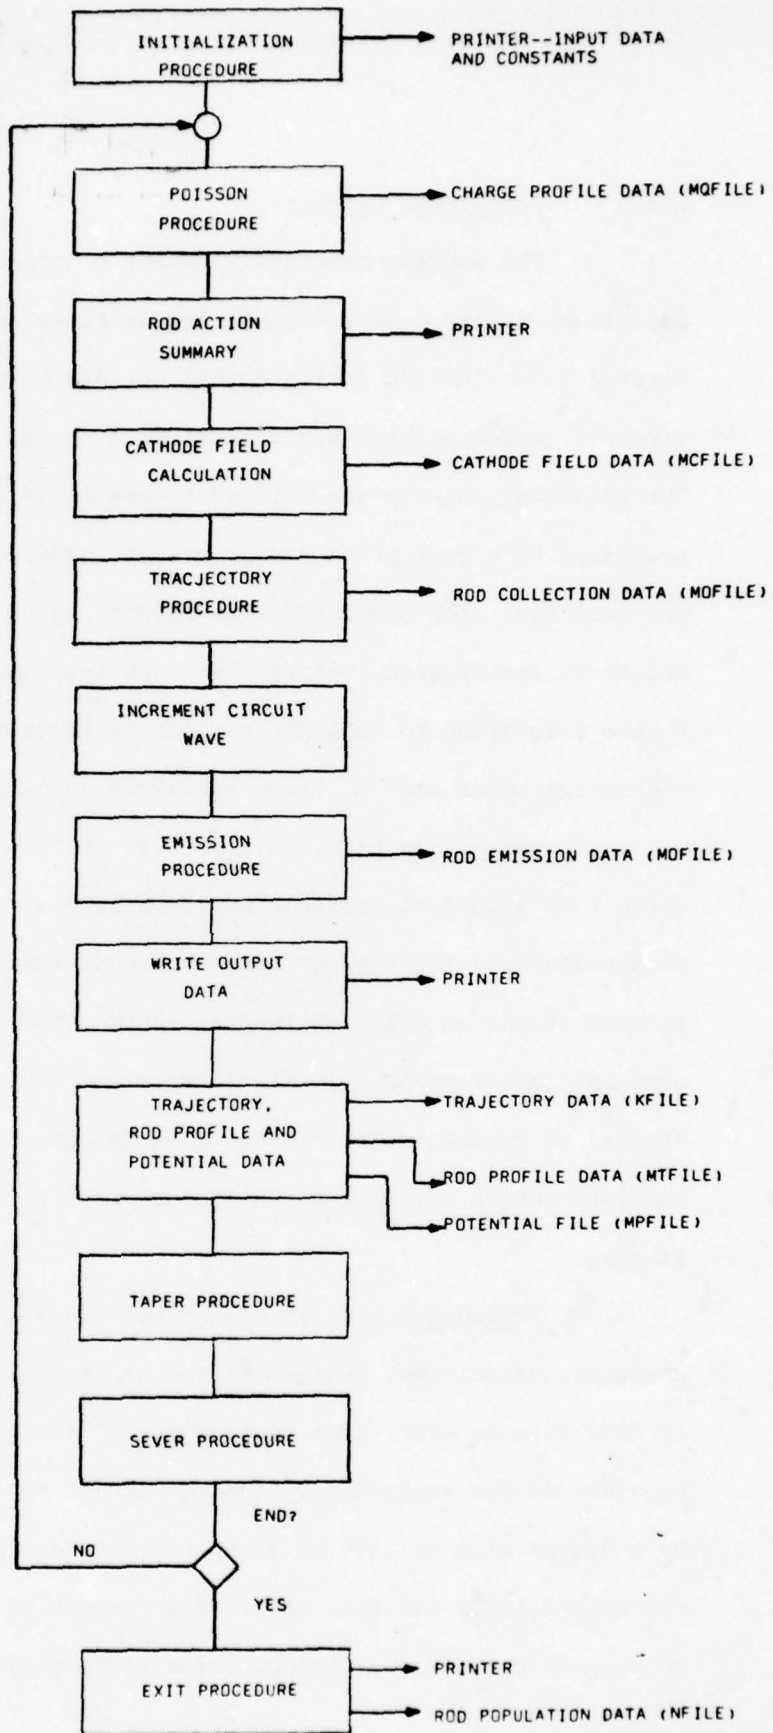 INITIALIZATION
PROCEDURE
PRINTER--INPUT DATA
AND CONSTANTS
POISSON
PROCEDURE
CHARGE PROFILE DATA (MQFILE)
ROD ACTION
SUMMARY
PRINTER
CATHODE FIELD
CALCULATION
CATHODE FIELD DATA (MCFILE)
TRACJECTORY
PROCEDURE
ROD COLLECTION DATA (MOFILE)
INCREMENT CIRCUIT
WAVE
EMISSION
PROCEDURE
ROD EMISSION DATA (MOFILE)
WRITE OUTPUT
DATA
PRINTER
TRAJECTORY,
ROD PROFILE AND
POTENTIAL DATA
TRAJECTORY DATA (KFILE)
ROD PROFILE DATA (MTFILE)
POTENTIAL FILE (MPFILE)
TAPER PROCEDURE
SEVER PROCEDURE
END?
NO
YES
EXIT PROCEDURE
PRINTER
ROD POPULATION DATA (NFILE)